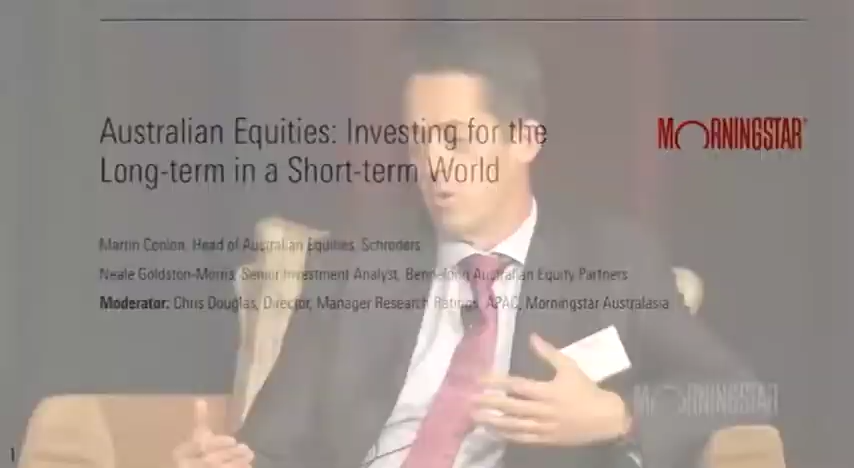 Australian Equities: Investing for the
MORNINGSTAR
Long-term in a Short-term World
Martin Conlon, Head of Australian Equities, Schroders
Neale Goldston-Morris, Senior Investment Analyst, Bennelong Australian Equity Partners
Moderator: Chris Douglas, Director, Manager Research Ratings, APAC, Morningstar Australasia
MORNINGSTAR
1